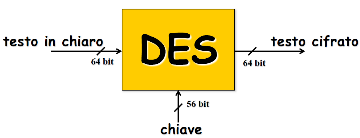 testo in chiaro
64 bit
DES
testo cifrato
64 bit
56 bit
chiave